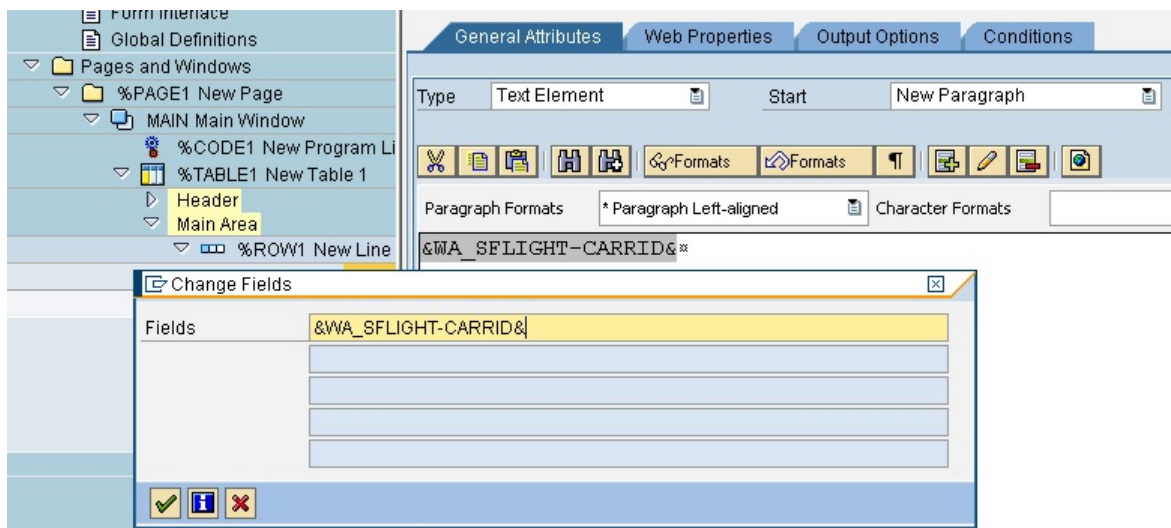 Form Interface
Global Definitions
Pages and Windows
%PAGE1 New Page
MAIN Main Window
%CODE1 New Program Li
%TABLE1 New Table 1
Header
Main Area
%ROW1 New Line
General Attributes Web Properties Output Options Conditions
Type Text Element Start New Paragraph
Formats Formats ¶
Paragraph Formats * Paragraph Left-aligned Character Formats
&WA_SFLIGHT-CARRID&¤
Change Fields
Fields &WA_SFLIGHT-CARRID&